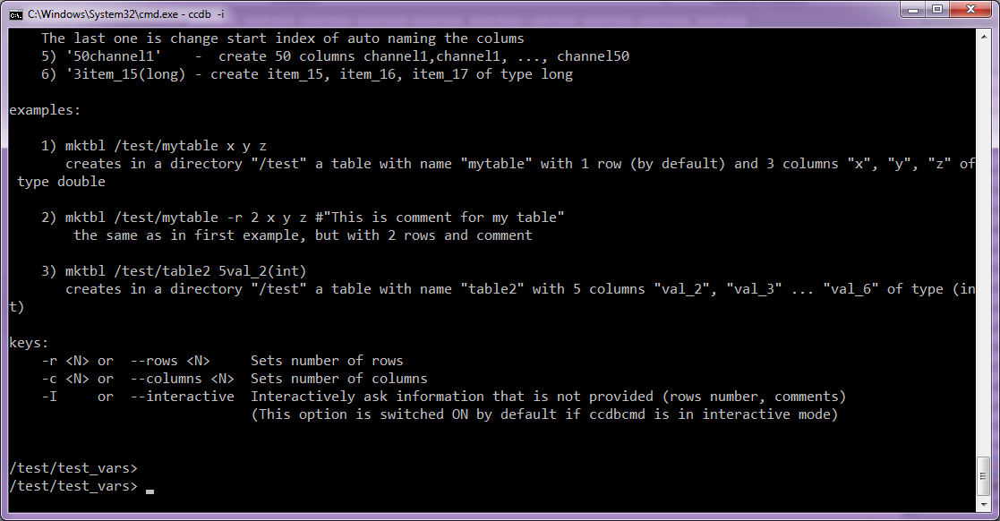 C:\Windows\System32\cmd.exe - ccdb  -i
    The last one is change start index of auto naming the colums
    5) '50channel1'    -  create 50 columns channel1,channel1, ..., channel50
    6) '3item_15(long) - create item_15, item_16, item_17 of type long
examples:
    1) mktbl /test/mytable x y z
       creates in a directory "/test" a table with name "mytable" with 1 row (by default) and 3 columns "x", "y", "z" of
 type double
    2) mktbl /test/mytable -r 2 x y z #"This is comment for my table"
        the same as in first example, but with 2 rows and comment
    3) mktbl /test/table2 5val_2(int)
       creates in a directory "/test" a table with name "table2" with 5 columns "val_2", "val_3" ... "val_6" of type (in
t)
keys:
    -r <N> or  --rows <N>     Sets number of rows
    -c <N> or  --columns <N>  Sets number of columns
    -I     or  --interactive  Interactively ask information that is not provided (rows number, comments)
                              (This option is switched ON by default if ccdbcmd is in interactive mode)
/test/test_vars>
/test/test_vars> _